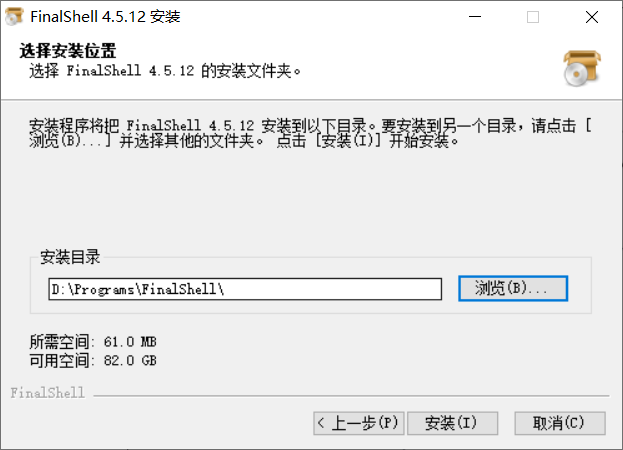 FinalShell 4.5.12 安装
选择安装位置
选择 FinalShell 4.5.12 的安装文件夹。
安装程序将把 FinalShell 4.5.12 安装到以下目录。要安装到另一个目录，请点击 [
浏览(B)...] 并选择其他的文件夹。 点击 [安装(I)] 开始安装。
安装目录
D:\Programs\FinalShell\
浏览(B)...
所需空间: 61.0 MB
可用空间: 82.0 GB
FinalShell
< 上一步(P)
安装(I)
取消(C)